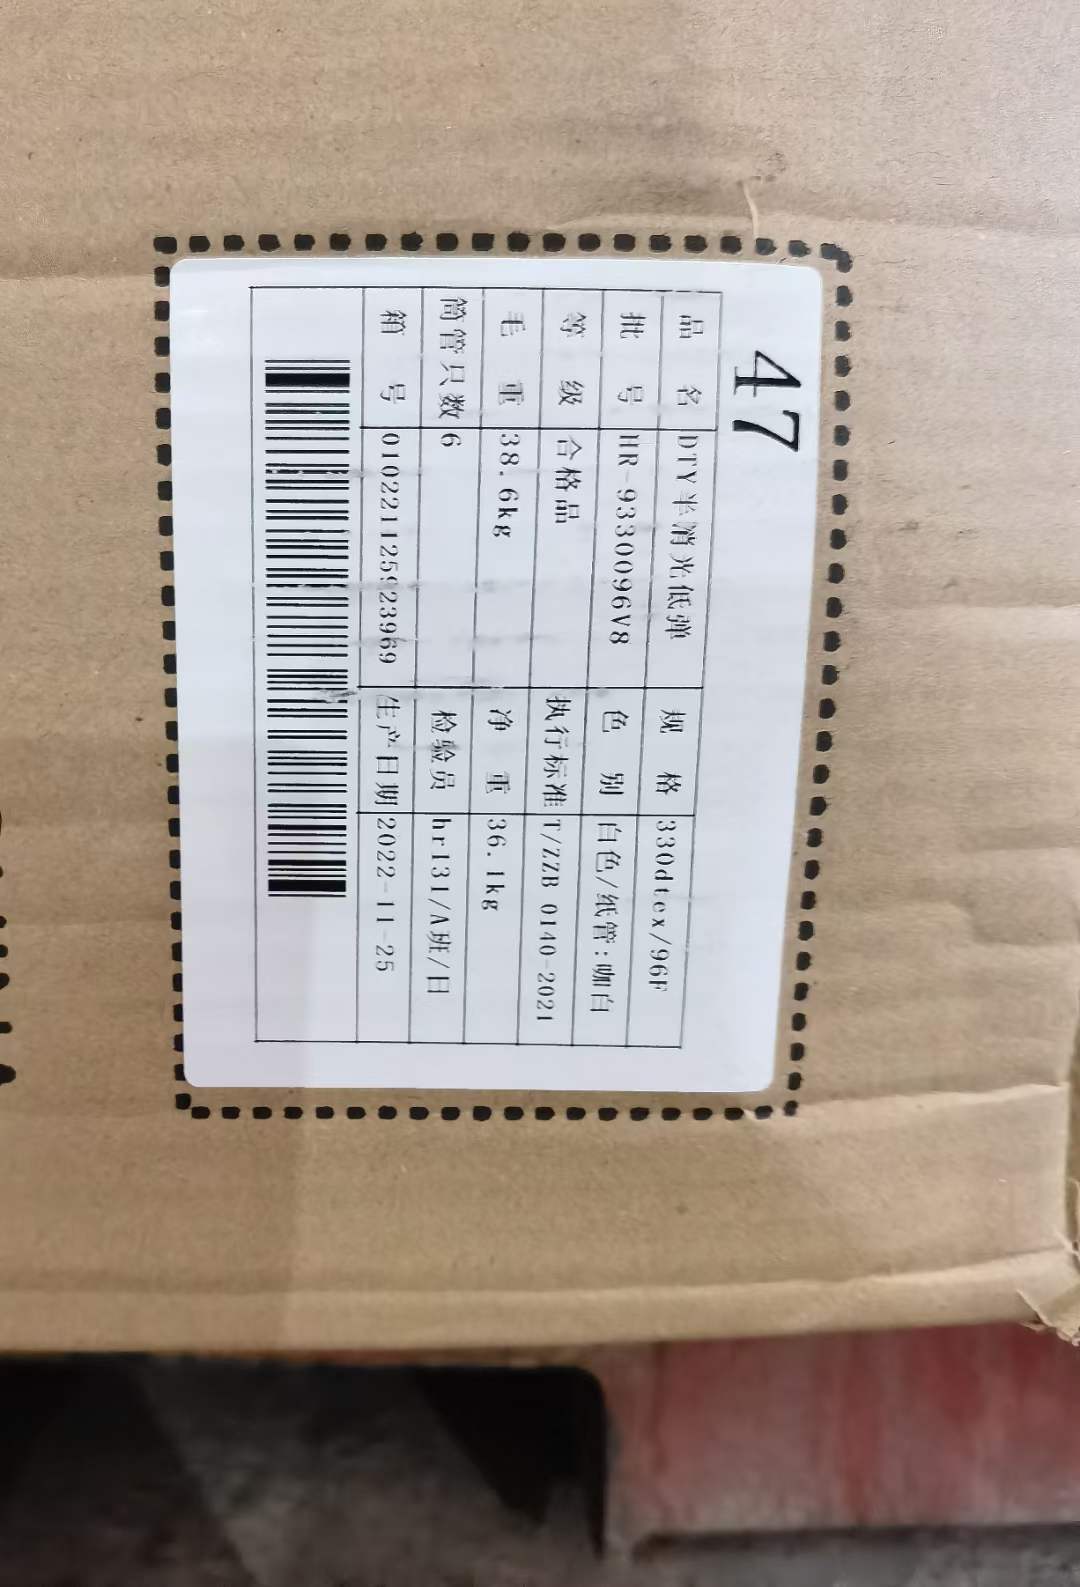 47
品 名 DTY半消光低弹 规 格 330dtex/96F
批 号 HR-9330096V8 色 别 白色/纸管:咖白
等 级 合格品 执行标准 T/ZZB 0140-2021
毛 重 38.6kg 净 重 36.1kg
筒管只数 6 检验员 hr131/A班/日
箱 号 010221125923969 生产日期 2022-11-25